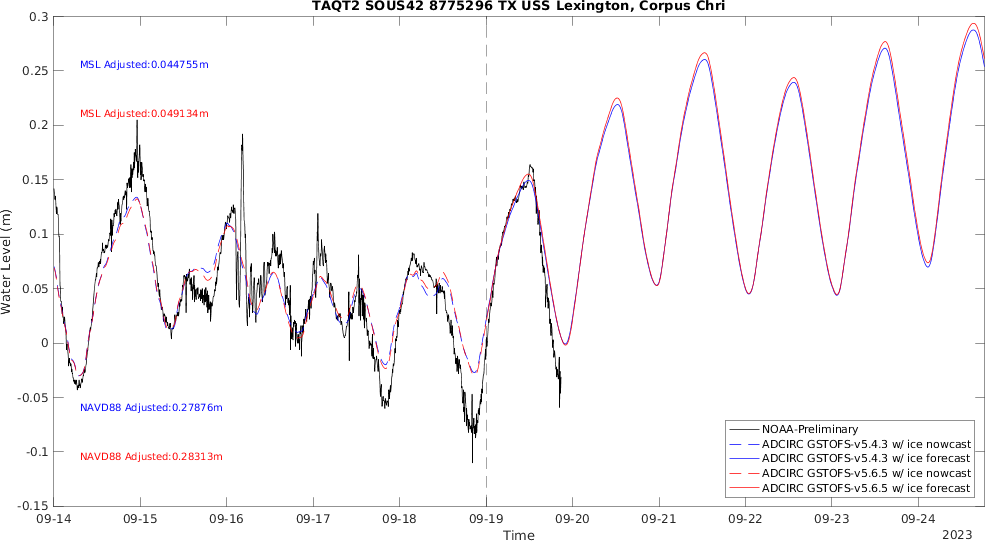 TAQT2 SOUS42 8775296 TX USS Lexington, Corpus Chri
0.3
0.25
0.2
0.15
0.1
0.05
0
-0.05
-0.1
-0.15
Water Level (m)
MSL Adjusted:0.044755m
MSL Adjusted:0.049134m
NAVD88 Adjusted:0.27876m
NAVD88 Adjusted:0.28313m
NOAA-Preliminary
ADCIRC GSTOFS-v5.4.3 w/ ice nowcast
ADCIRC GSTOFS-v5.4.3 w/ ice forecast
ADCIRC GSTOFS-v5.6.5 w/ ice nowcast
ADCIRC GSTOFS-v5.6.5 w/ ice forecast
09-14 09-15 09-16 09-17 09-18 09-19 09-20 09-21 09-22 09-23 09-24
Time
2023